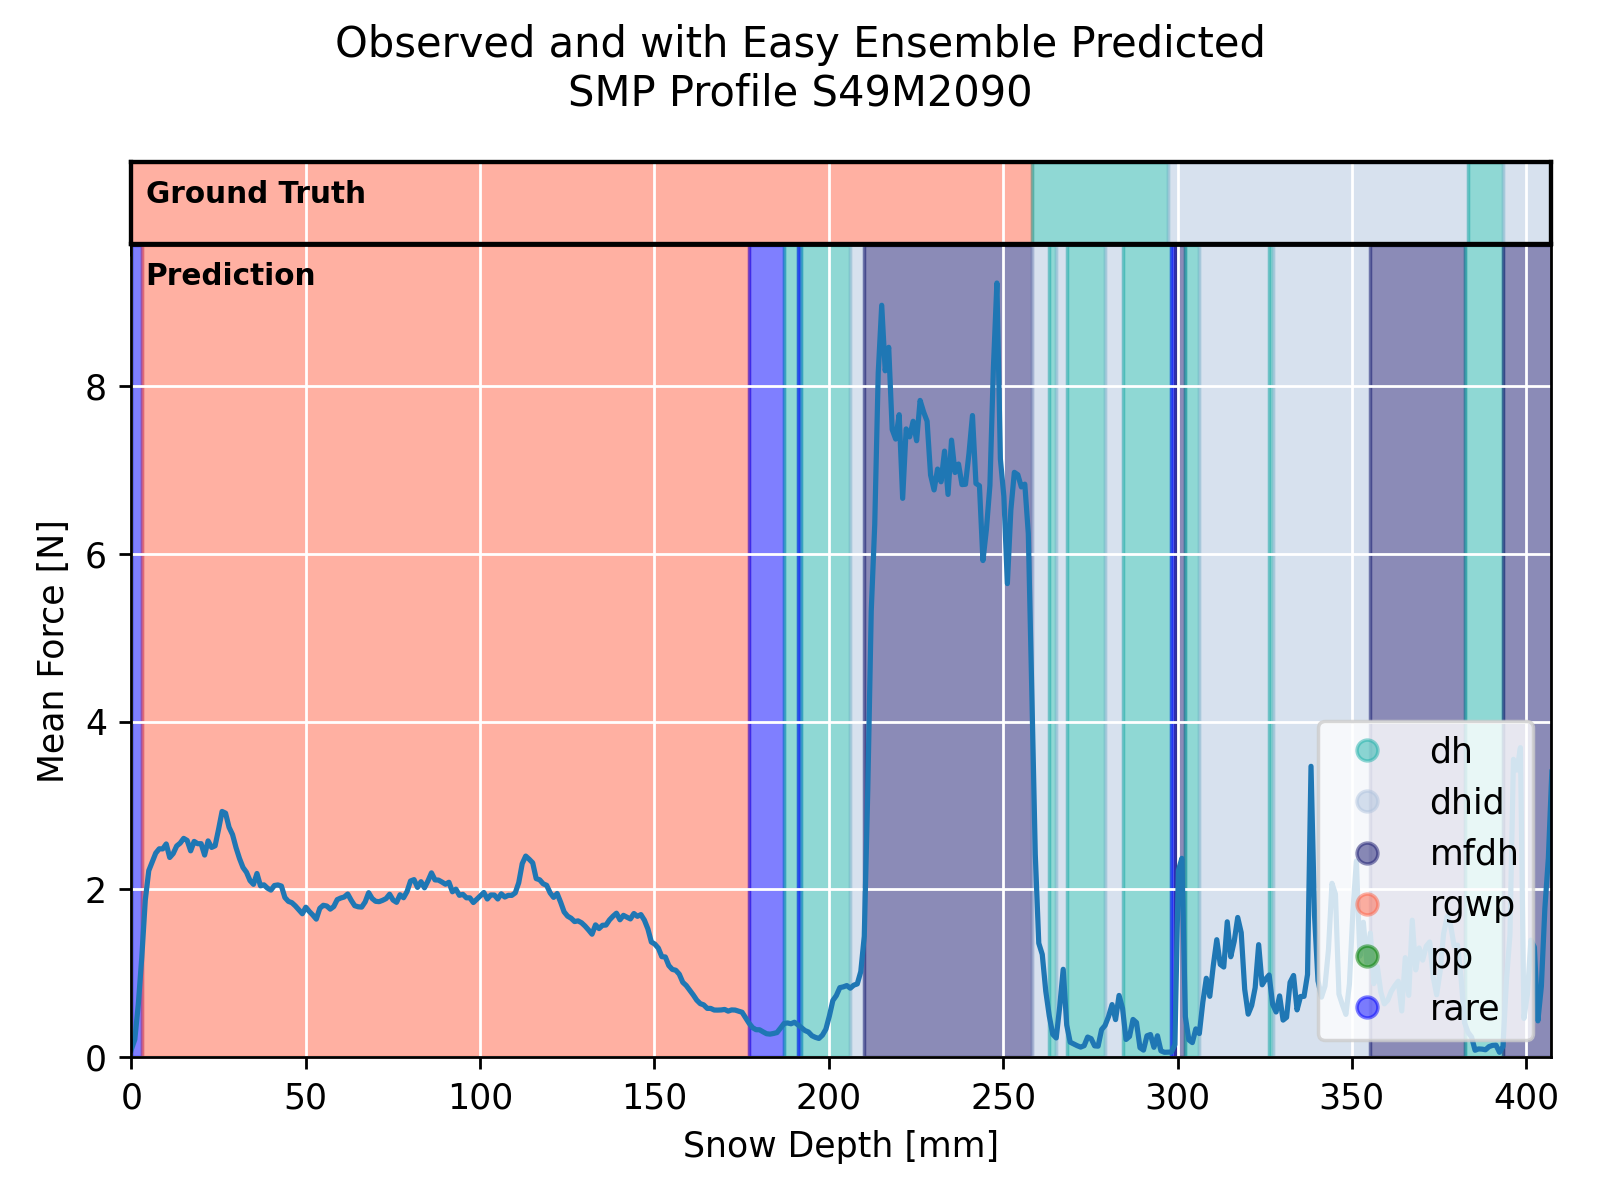 Observed and with Easy Ensemble Predicted
SMP Profile S49M2090
Ground Truth
Prediction
Mean Force [N]
8
6
4
2
0
dh
dhid
mfdh
rgwp
pp
rare
0 50 100 150 200 250 300 350 400
Snow Depth [mm]